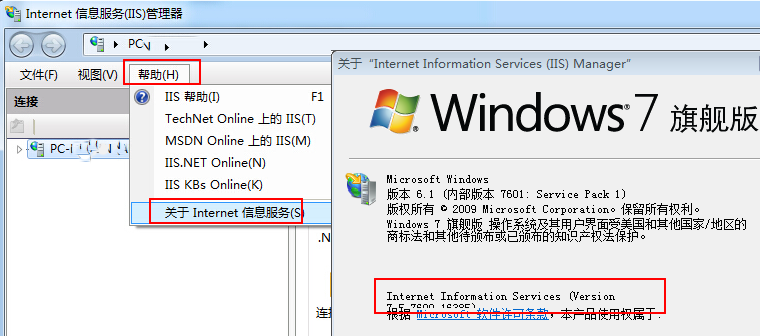 Internet 信息服务(IIS)管理器
文件(F)
视图(V)
帮助(H)
连接
IIS 帮助(I) F1
TechNet Online 上的 IIS(T)
MSDN Online 上的 IIS(M)
IIS.NET Online(N)
IIS KBs Online(K)
关于 Internet 信息服务(S)
.N
连接
关于“Internet Information Services (IIS) Manager”
Windows 7 旗舰版
Microsoft Windows
版本 6.1 (内部版本 7601: Service Pack 1)
版权所有 © 2009 Microsoft Corporation。保留所有权利。
Windows 7 旗舰版 操作系统及其用户界面受美国和其他国家/地区的
商标法和其他待颁布或已颁布的知识产权法保护。
Internet Information Services (Version
7.5.7600.16385)
根据 Microsoft 软件许可条款，本产品使用权属于: